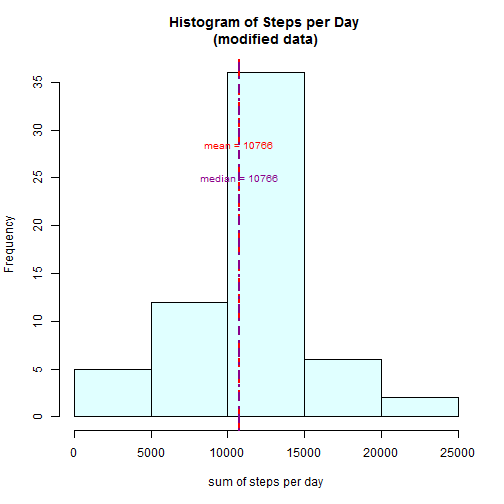 Histogram of Steps per Day
(modified data)
Frequency
35
30
25
20
15
10
5
0
mean = 10766
median = 10766
0 5000 10000 15000 20000 25000
sum of steps per day